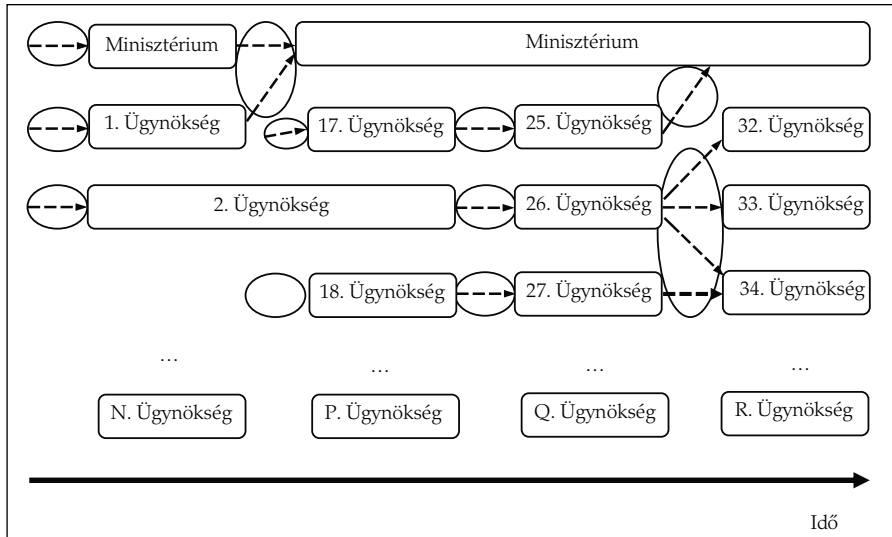 Minisztérium
Minisztérium
1. Ügynökség
17. Ügynökség
25. Ügynökség
32. Ügynökség
2. Ügynökség
26. Ügynökség
33. Ügynökség
18. Ügynökség
27. Ügynökség
34. Ügynökség
…
…
…
…
N. Ügynökség
P. Ügynökség
Q. Ügynökség
R. Ügynökség
Idő